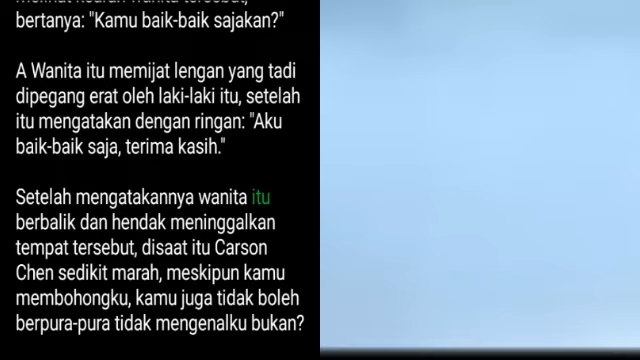 bertanya: "Kamu baik-baik sajakan?"
A Wanita itu memijat lengan yang tadi
dipegang erat oleh laki-laki itu, setelah
itu mengatakan dengan ringan: "Aku
baik-baik saja, terima kasih."
Setelah mengatakannya wanita itu
berbalik dan hendak meninggalkan
tempat tersebut, disaat itu Carson
Chen sedikit marah, meskipun kamu
membohongku, kamu juga tidak boleh
berpura-pura tidak mengenalku bukan?